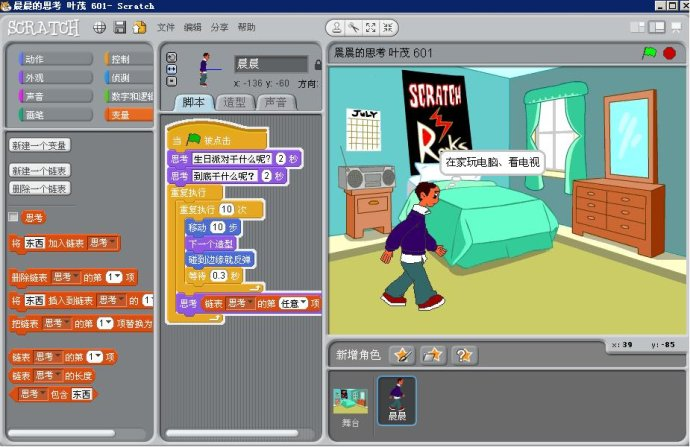 晨晨的思考 叶茂 601- Scratch
SCRATCH
文件 编辑 分享 帮助
动作 控制
外观 侦测
声音 数字和逻辑
画笔 变量
新建一个变量
新建一个链表
删除一个链表
思考
将 东西 加入链表 思考
删除链表 思考 的第 1 项
将 东西 插入到链表 思考 的 1
把链表 思考 的第 1 项替换为
链表 思考 的第 1 项
链表 思考 的长度
思考 包含 东西
晨晨
x: -136 y: -60 方向:
脚本 造型 声音
当 被点击
思考 生日派对干什么呢? 2 秒
思考 到底干什么呢? 2 秒
重复执行
重复执行 10 次
移动 10 步
下一个造型
碰到边缘就反弹
等待 0.3 秒
思考 链表 思考 的第 任意 项
晨晨的思考 叶茂 601
JULY
SCRATCH
Rocks
在家玩电脑、看电视
x: 39 y: -85
新增角色
舞台
晨晨